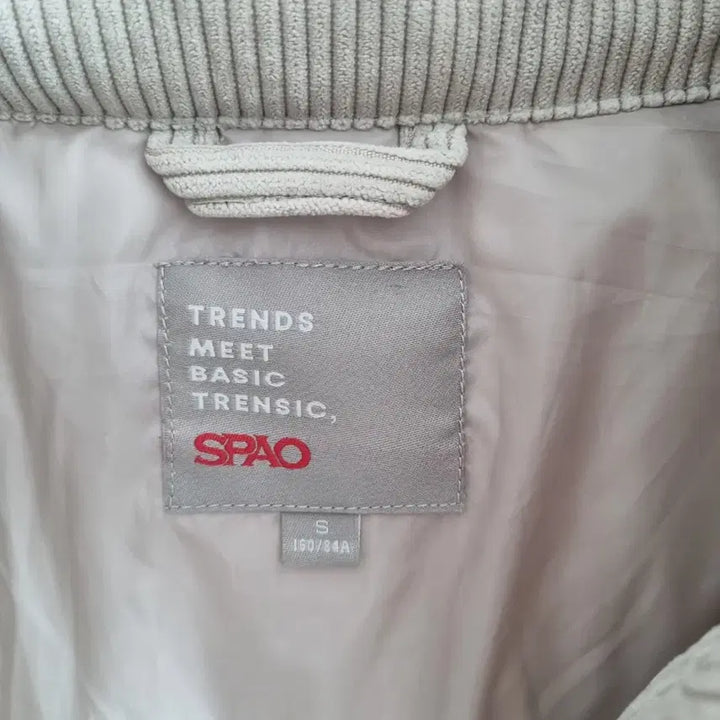 TRENDS
MEET
BASIC
TRENSIC,
SPAO
S
160/84A